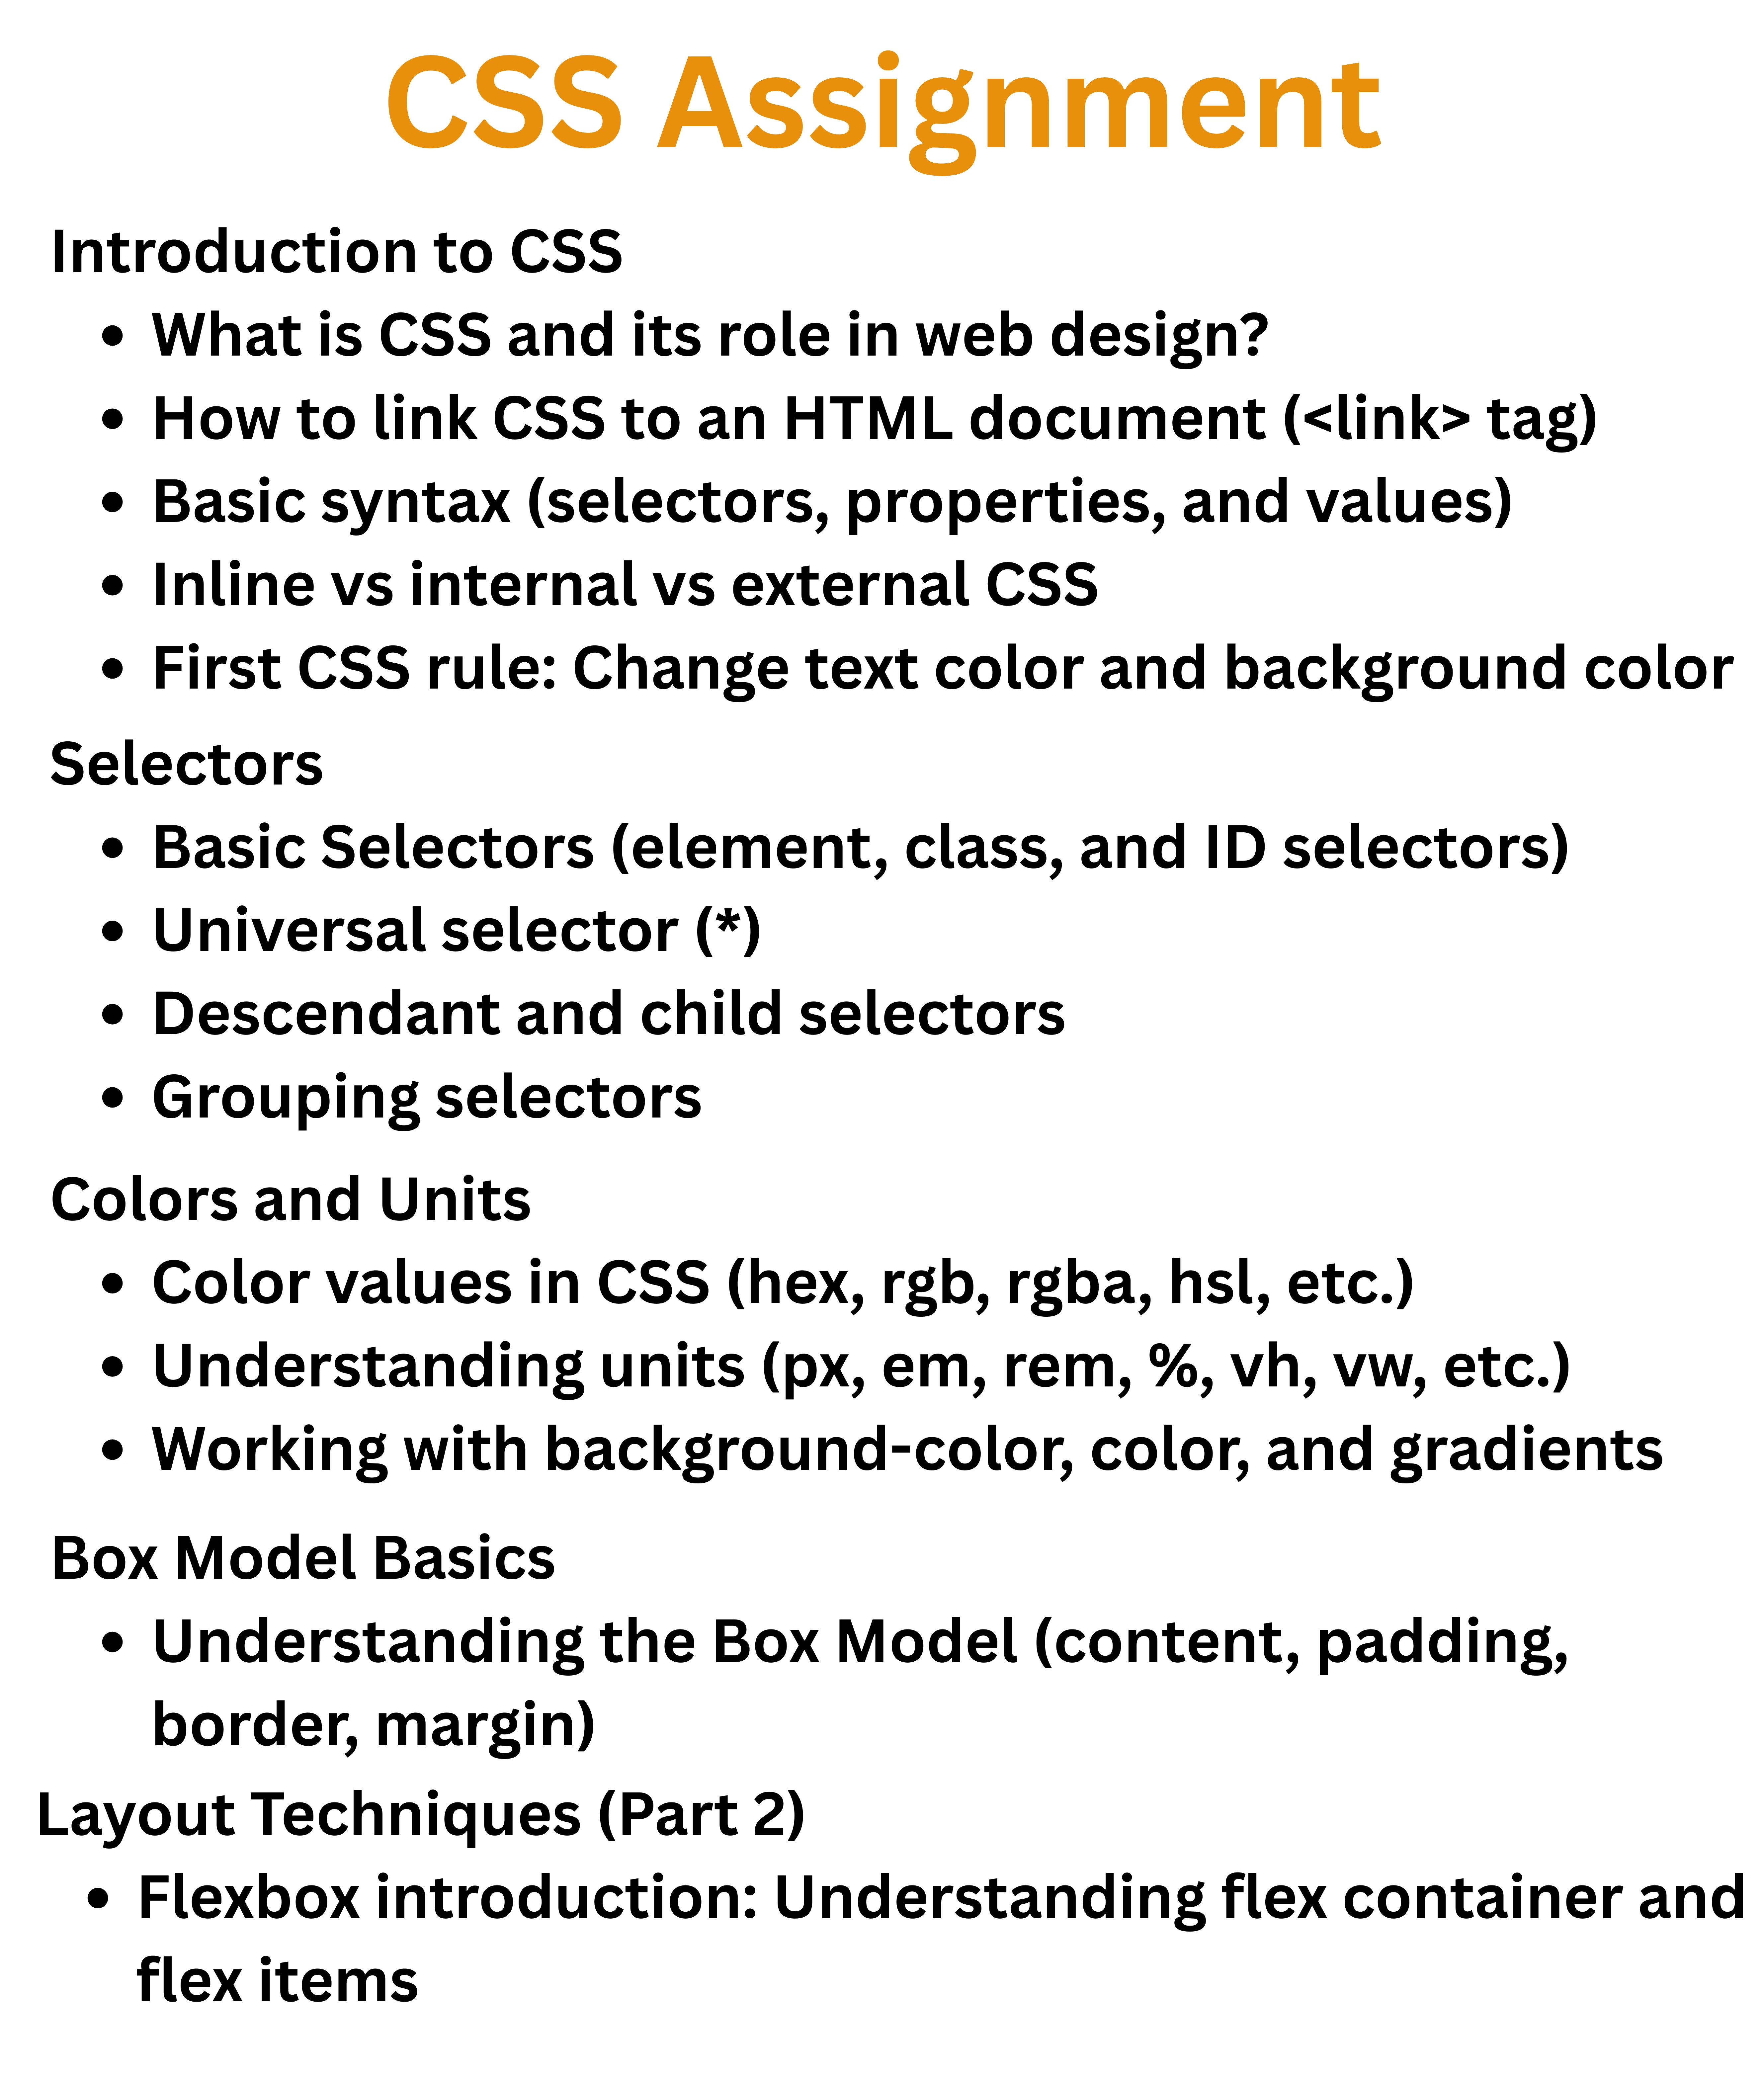 CSS Assignment
Introduction to CSS
• What is CSS and its role in web design?
• How to link CSS to an HTML document (<link> tag)
• Basic syntax (selectors, properties, and values)
• Inline vs internal vs external CSS
• First CSS rule: Change text color and background color
Selectors
• Basic Selectors (element, class, and ID selectors)
• Universal selector (*)
• Descendant and child selectors
• Grouping selectors
Colors and Units
• Color values in CSS (hex, rgb, rgba, hsl, etc.)
• Understanding units (px, em, rem, %, vh, vw, etc.)
• Working with background-color, color, and gradients
Box Model Basics
• Understanding the Box Model (content, padding,
border, margin)
Layout Techniques (Part 2)
• Flexbox introduction: Understanding flex container and
flex items